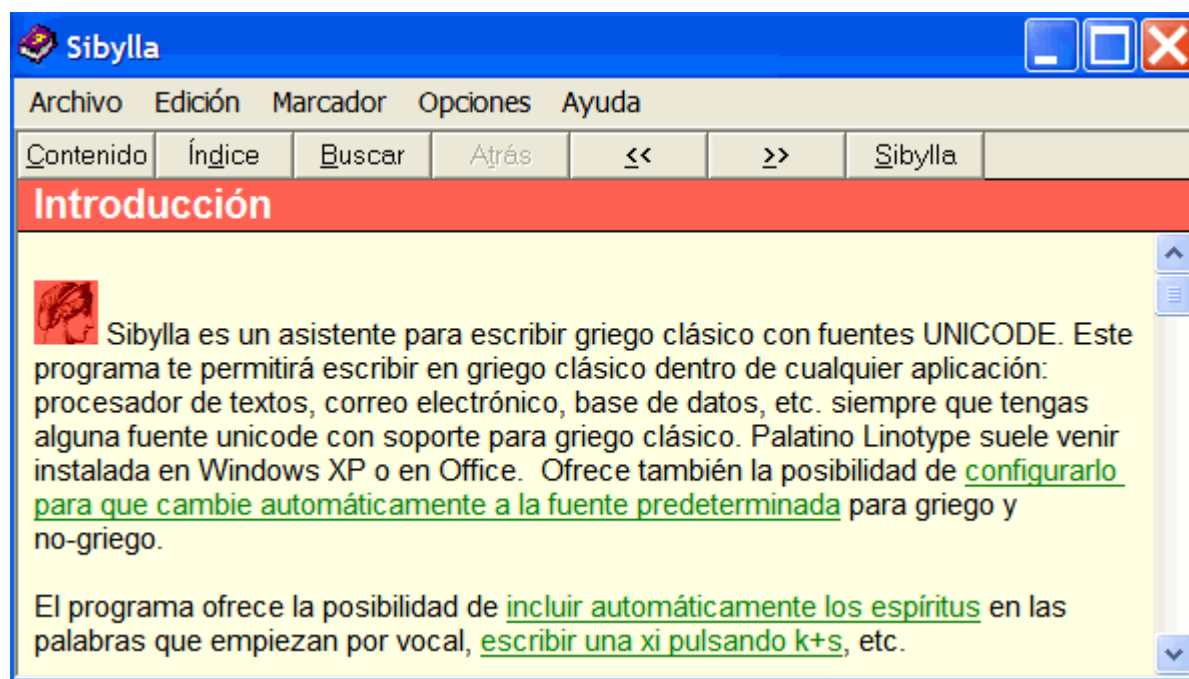 Sibylla
Archivo Edición Marcador Opciones Ayuda
Contenido Índice Buscar Atrás << >> Sibylla
Introducción
Sibylla es un asistente para escribir griego clásico con fuentes UNICODE. Este
programa te permitirá escribir en griego clásico dentro de cualquier aplicación:
procesador de textos, correo electrónico, base de datos, etc. siempre que tengas
alguna fuente unicode con soporte para griego clásico. Palatino Linotype suele venir
instalada en Windows XP o en Office. Ofrece también la posibilidad de configurarlo
para que cambie automáticamente a la fuente predeterminada para griego y
no-griego.
El programa ofrece la posibilidad de incluir automáticamente los espíritus en las
palabras que empiezan por vocal, escribir una xi pulsando k+s, etc.